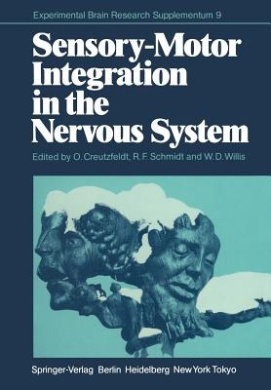 Experimental Brain Research Supplementum 9
Sensory-Motor
Integration
in the
Nervous System
Edited by O. Creutzfeldt, R. F. Schmidt and W. D. Willis
Springer-Verlag Berlin Heidelberg New York Tokyo